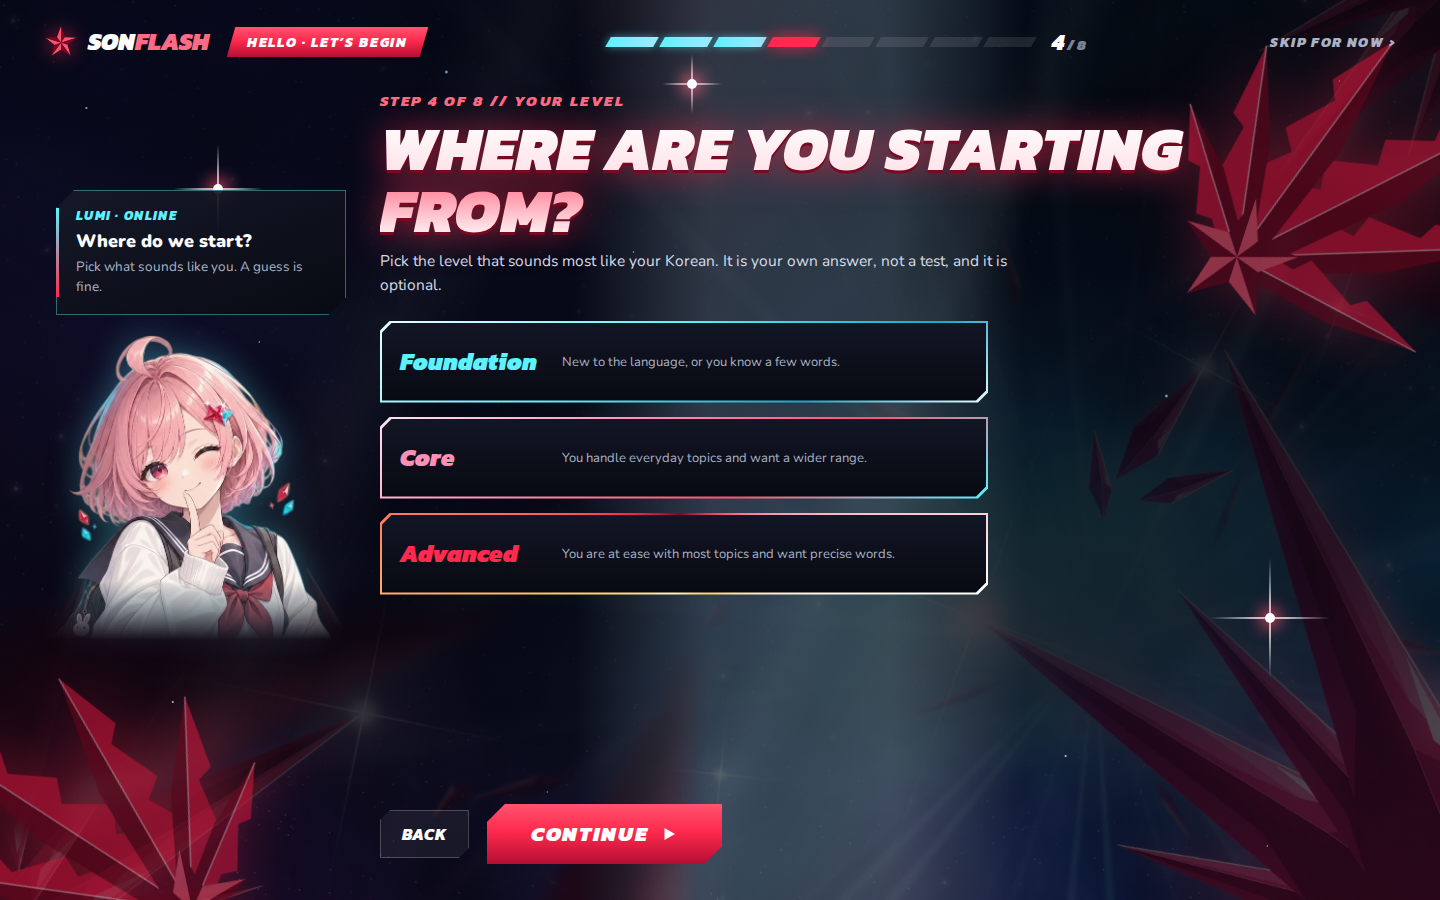 SONFLASH
HELLO · LET'S BEGIN
4 / 8
SKIP FOR NOW ›
STEP 4 OF 8 // YOUR LEVEL
WHERE ARE YOU STARTING
FROM?
Pick the level that sounds most like your Korean. It is your own answer, not a test, and it is
optional.
LUMI · ONLINE
Where do we start?
Pick what sounds like you. A guess is
fine.
Foundation
New to the language, or you know a few words.
Core
You handle everyday topics and want a wider range.
Advanced
You are at ease with most topics and want precise words.
BACK
CONTINUE